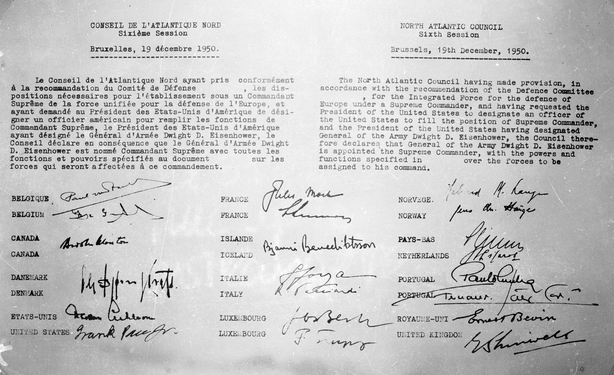 CONSEIL DE L'ATLANTIQUE NORD
Sixième Session
Bruxelles, 19 décembre 1950.
Le Conseil de l'Atlantique Nord ayant pris conformément
à la recommandation du Comité de Défense , les dis-
positions nécessaires pour l'établissement sous un Commandant
Suprême de la force unifiée pour la défense de l'Europe, et
ayant demandé au Président des Etats-Unis d'Amérique de dési-
gner un officier américain pour remplir les fonctions de
Commandant Suprême, le Président des Etats-Unis d'Amérique
ayant désigné le Général d'Armée Dwight D. Eisenhower, le
Conseil déclare en conséquence que le Général d'Armée Dwight
D. Eisenhower est nommé Commandant Suprême avec toutes les
fonctions et pouvoirs spécifiés au document sur les
forces qui seront affectées à ce commandement.
NORTH ATLANTIC COUNCIL
Sixth Session
Brussels, 19th December, 1950.
The North Atlantic Council having made provision, in
accordance with the recommendation of the Defence Committee
, for the Integrated Force for the defence of
Europe under a Supreme Commander, and having requested the
President of the United States to designate an officer of
the United States to fill the position of Supreme Commander,
and the President of the United States having designated
General of the Army Dwight D. Eisenhower, the Council there-
fore declares that General of the Army Dwight D. Eisenhower
is appointed the Supreme Commander, with the powers and
functions specified in over the forces to be
assigned to his command.
BELGIQUE
BELGIUM
FRANCE Jules Moch
FRANCE
NORVEGE
NORWAY Jens Chr. Hauge
CANADA Brooke Claxton
CANADA
ISLANDE Bjarni Benediktsson
ICELAND
PAYS-BAS
NETHERLANDS
DANEMARK
DENMARK
ITALIE
ITALY
PORTUGAL
PORTUGAL
ETATS-UNIS
UNITED STATES Frank Pace Jr.
LUXEMBOURG
LUXEMBOURG
ROYAUME-UNI Ernest Bevin
UNITED KINGDOM E Shinwell